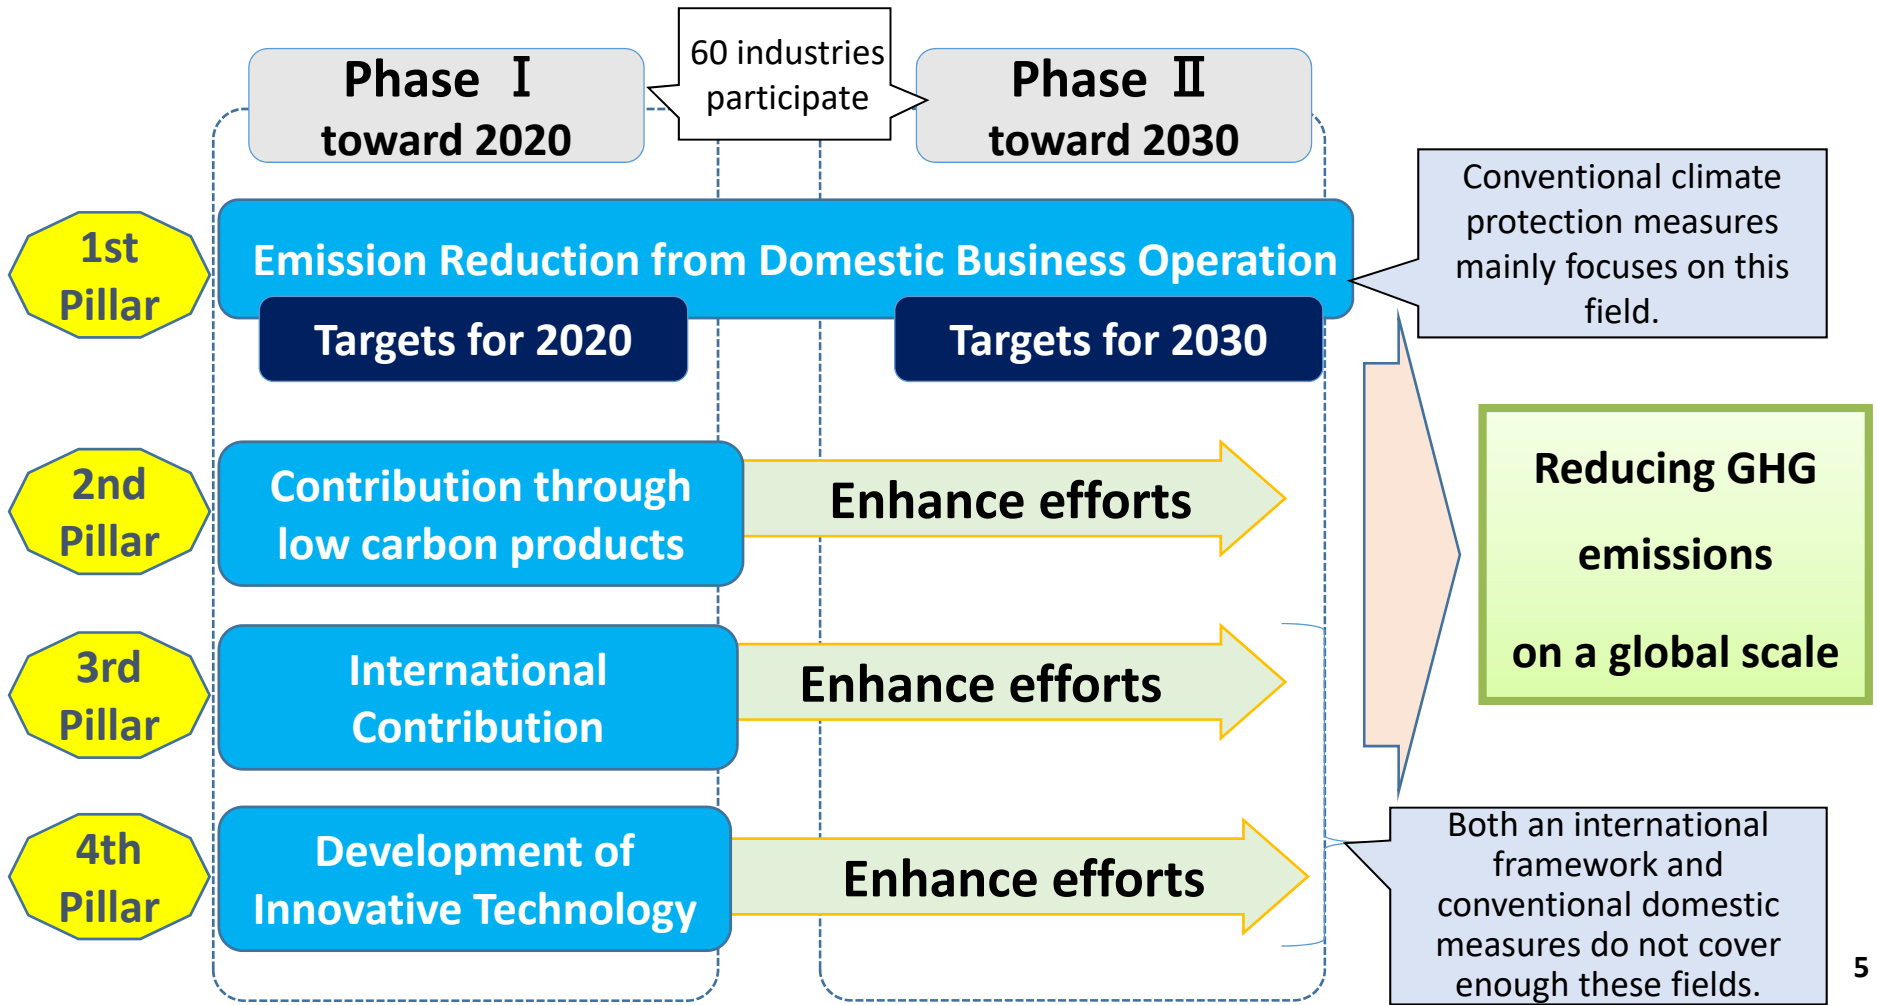 Phase Ⅰ
toward 2020
60 industries
participate
Phase Ⅱ
toward 2030
1st
Pillar
Emission Reduction from Domestic Business Operation
Targets for 2020
Targets for 2030
Conventional climate
protection measures
mainly focuses on this
field.
2nd
Pillar
Contribution through
low carbon products
Enhance efforts
Reducing GHG
emissions
on a global scale
3rd
Pillar
International
Contribution
Enhance efforts
4th
Pillar
Development of
Innovative Technology
Enhance efforts
Both an international
framework and
conventional domestic
measures do not cover
enough these fields.
5